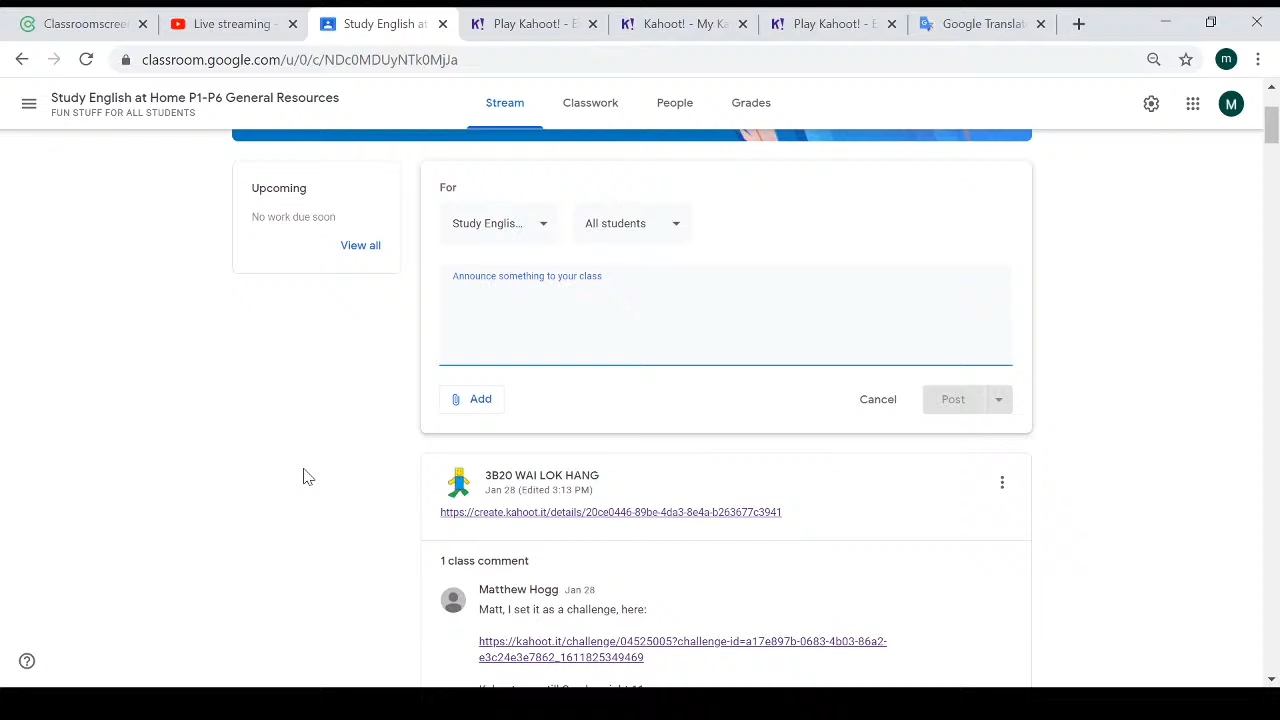 Classroomscree
Live streaming -
Study English at
Play Kahoot! - E
Kahoot! - My Ka
Play Kahoot! - E
Google Translat
classroom.google.com/u/0/c/NDc0MDUyNTk0MjJa
m
Study English at Home P1-P6 General Resources
FUN STUFF FOR ALL STUDENTS
Stream
Classwork
People
Grades
M
Upcoming
No work due soon
View all
For
Study Englis...
All students
Announce something to your class
Add
Cancel
Post
3B20 WAI LOK HANG
Jan 28 (Edited 3:13 PM)
https://create.kahoot.it/details/20ce0446-89be-4da3-8e4a-b263677c3941
1 class comment
Matthew Hogg Jan 28
Matt, I set it as a challenge, here:
https://kahoot.it/challenge/04525005?challenge-id=a17e897b-0683-4b03-86a2-
e3c24e3e7862_1611825349469